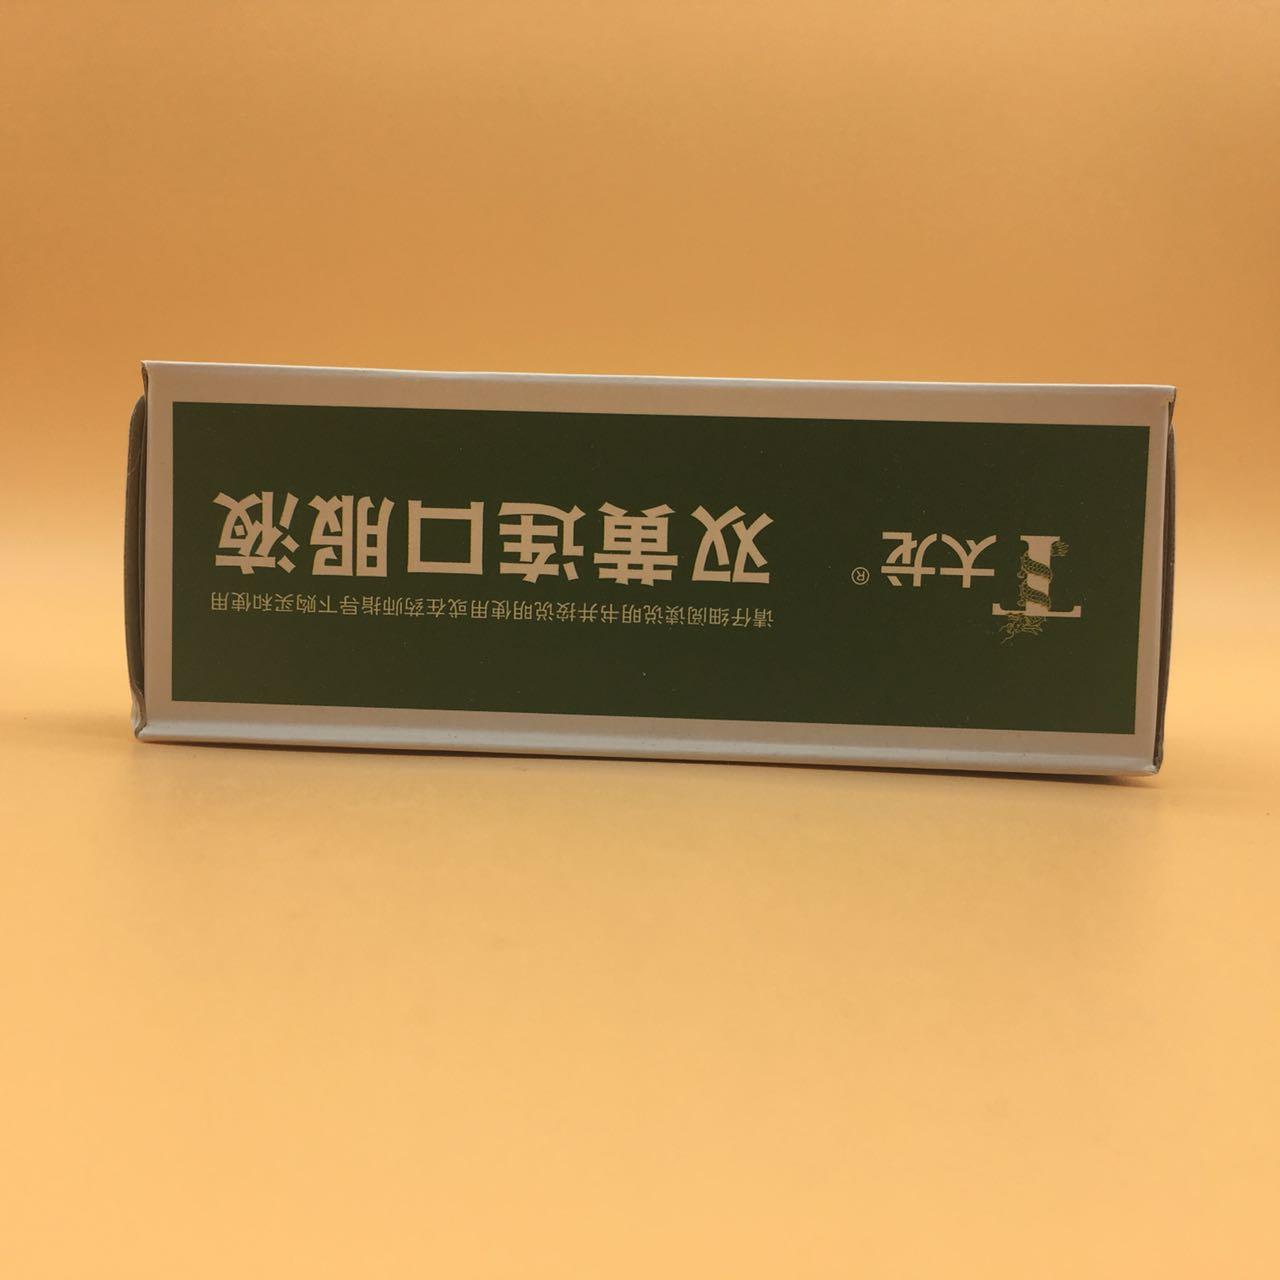 太龙®
双黄连口服液
请仔细阅读说明书并按说明使用或在药师指导下购买和使用